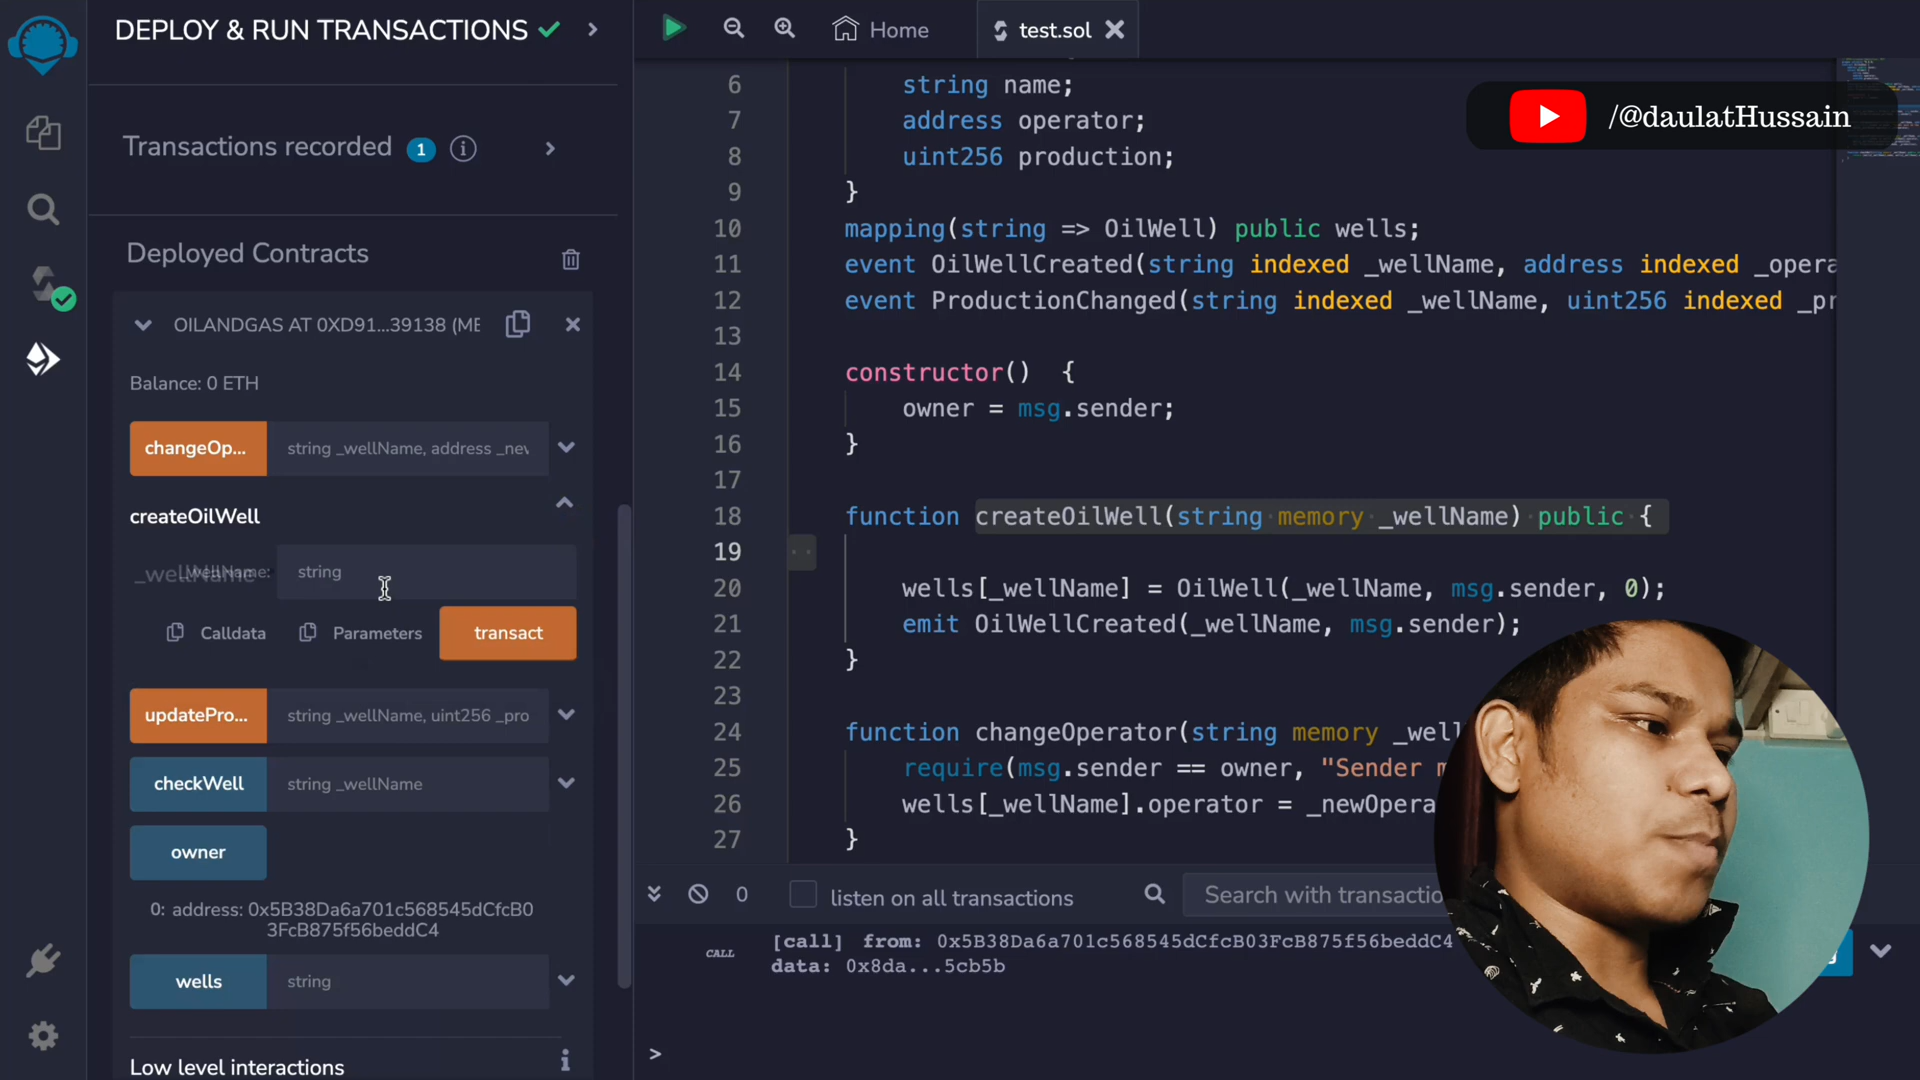 DEPLOY & RUN TRANSACTIONS
Transactions recorded 1
Deployed Contracts
OILANDGAS AT 0XD91...39138 (ME
Balance: 0 ETH
changeOp... string _wellName, address _nev
createOilWell
_wellName: string
Calldata Parameters transact
updatePro... string _wellName, uint256 _pro
checkWell string _wellName
owner
0: address: 0x5B38Da6a701c568545dCfcB0
3FcB875f56beddC4
wells string
Low level interactions
Home test.sol
/@daulatHussain
6 string name;
7 address operator;
8 uint256 production;
9 }
10 mapping(string => OilWell) public wells;
11 event OilWellCreated(string indexed _wellName, address indexed _opera
12 event ProductionChanged(string indexed _wellName, uint256 indexed _pr
13
14 constructor() {
15 owner = msg.sender;
16 }
17
18 function createOilWell(string memory _wellName) public {
19
20 wells[_wellName] = OilWell(_wellName, msg.sender, 0);
21 emit OilWellCreated(_wellName, msg.sender);
22 }
23
24 function changeOperator(string memory _well
25 require(msg.sender == owner, "Sender m
26 wells[_wellName].operator = _newOpera
27 }
0 listen on all transactions Search with transactio
CALL [call] from: 0x5B38Da6a701c568545dCfcB03FcB875f56beddC4
data: 0x8da...5cb5b
>